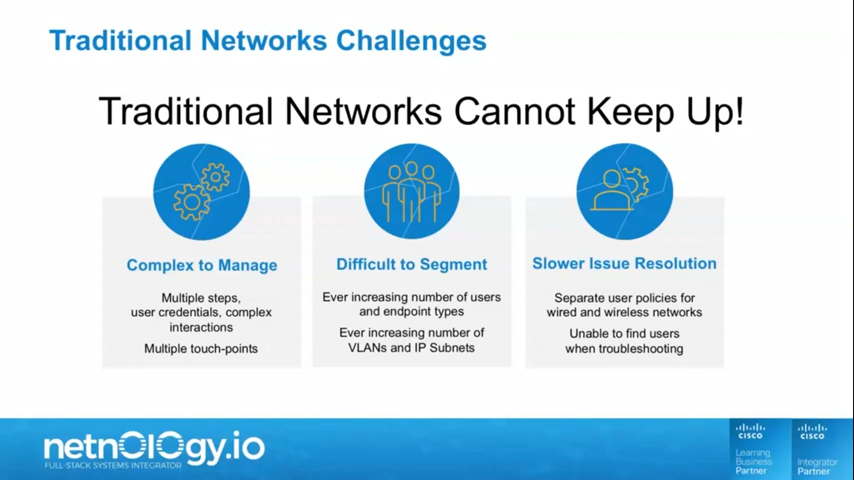 Traditional Networks Challenges
Traditional Networks Cannot Keep Up!
Complex to Manage
Multiple steps,
user credentials, complex
interactions
Multiple touch-points
Difficult to Segment
Ever increasing number of users
and endpoint types
Ever increasing number of
VLANs and IP Subnets
Slower Issue Resolution
Separate user policies for
wired and wireless networks
Unable to find users
when troubleshooting
netnology.io
FULL-STACK SYSTEMS INTEGRATOR
CISCO
Learning
Business
Partner
CISCO
Integrator
Partner